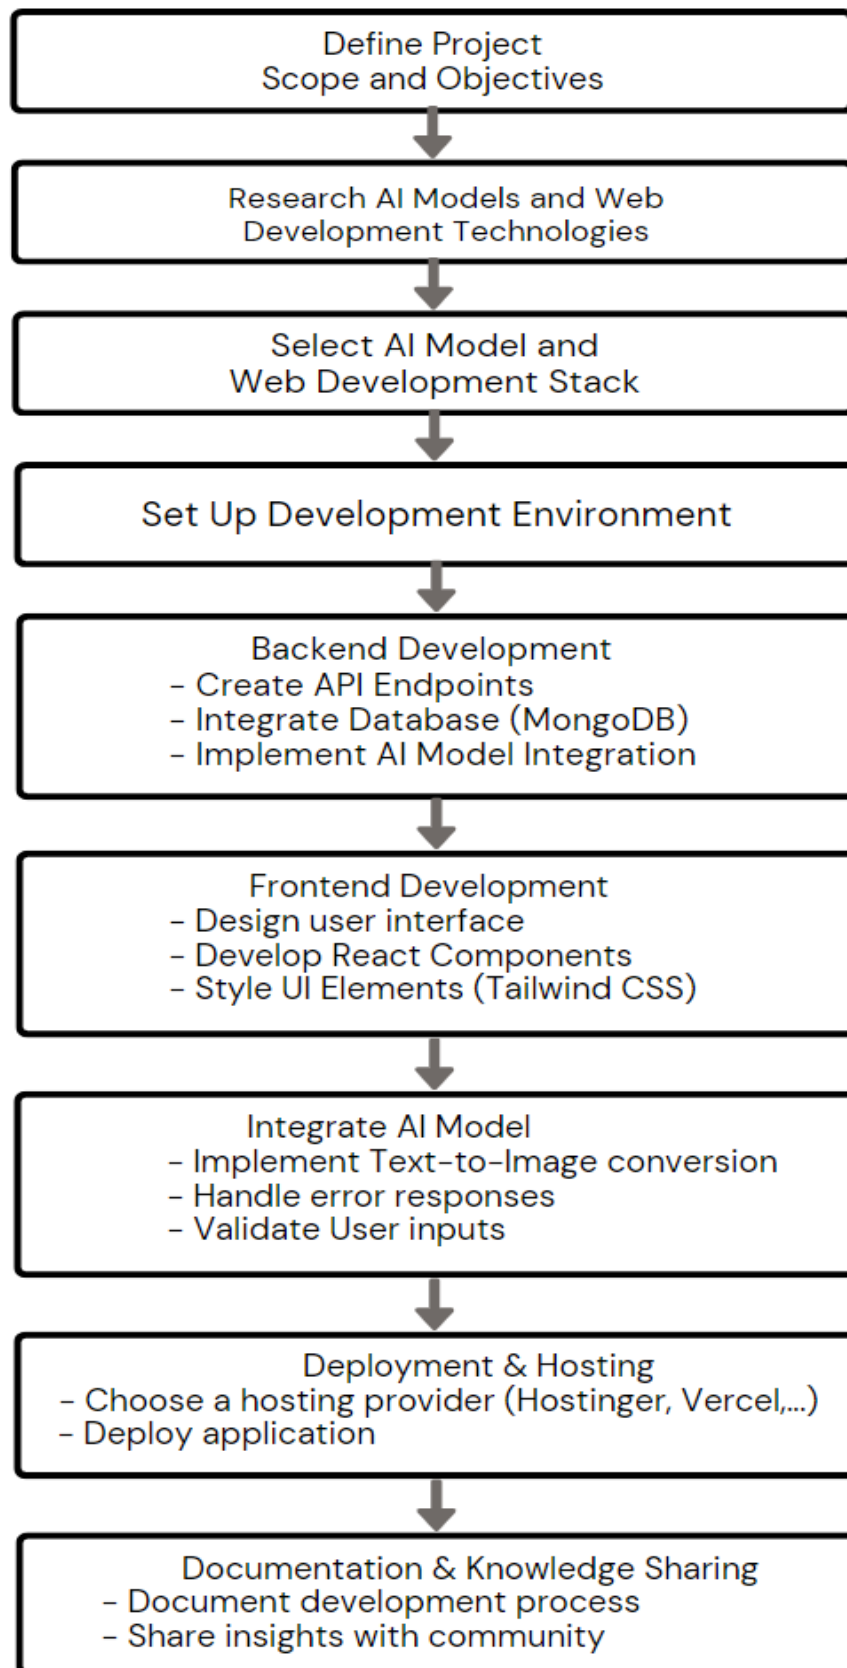 Define Project
Scope and Objectives
Research AI Models and Web
Development Technologies
Select AI Model and
Web Development Stack
Set Up Development Environment
Backend Development
- Create API Endpoints
- Integrate Database (MongoDB)
- Implement AI Model Integration
Frontend Development
- Design user interface
- Develop React Components
- Style UI Elements (Tailwind CSS)
Integrate AI Model
- Implement Text-to-Image conversion
- Handle error responses
- Validate User inputs
Deployment & Hosting
- Choose a hosting provider (Hostinger, Vercel,...)
- Deploy application
Documentation & Knowledge Sharing
- Document development process
- Share insights with community